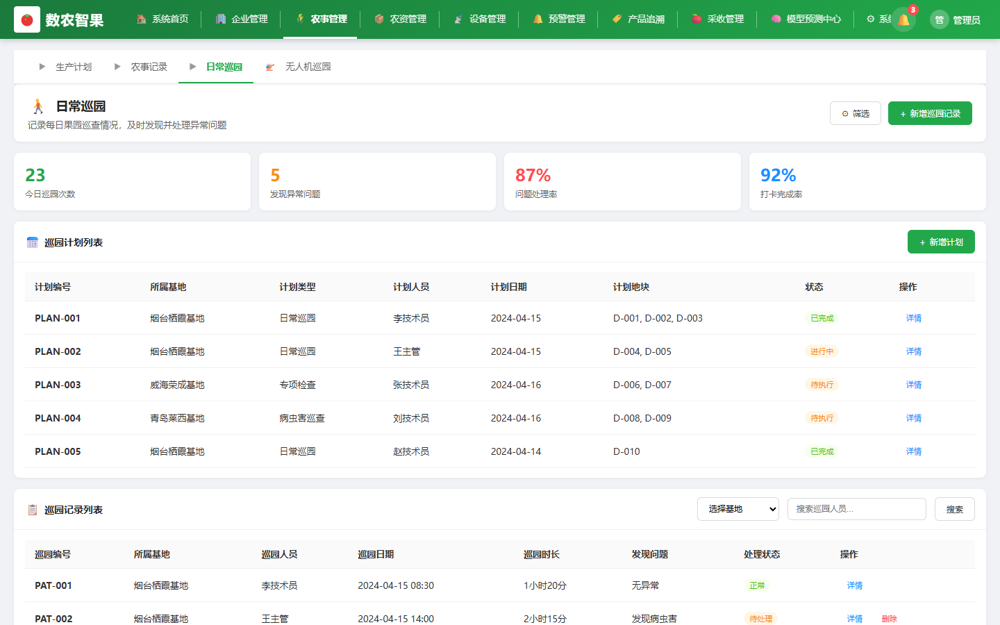 数农智果 系统首页 企业管理 农事管理 农资管理 设备管理 预警管理 产品追溯 采收管理 模型预测中心 系统 3 管 管理员
生产计划 农事记录 日常巡园 无人机巡园
日常巡园
记录每日果园巡查情况，及时发现并处理异常问题
筛选 + 新增巡园记录
23 5 87% 92%
今日巡园次数 发现异常问题 问题处理率 打卡完成率
巡园计划列表 + 新增计划
计划编号 所属基地 计划类型 计划人员 计划日期 计划地块 状态 操作
PLAN-001 烟台栖霞基地 日常巡园 李技术员 2024-04-15 D-001, D-002, D-003 已完成 详情
PLAN-002 烟台栖霞基地 日常巡园 王主管 2024-04-15 D-004, D-005 进行中 详情
PLAN-003 威海荣成基地 专项检查 张技术员 2024-04-16 D-006, D-007 待执行 详情
PLAN-004 青岛莱西基地 病虫害巡查 刘技术员 2024-04-16 D-008, D-009 待执行 详情
PLAN-005 烟台栖霞基地 日常巡园 赵技术员 2024-04-14 D-010 已完成 详情
巡园记录列表 选择基地 搜索巡园人员... 搜索
巡园编号 所属基地 巡园人员 巡园日期 巡园时长 发现问题 处理状态 操作
PAT-001 烟台栖霞基地 李技术员 2024-04-15 08:30 1小时20分 无异常 正常 详情
PAT-002 烟台栖霞基地 王主管 2024-04-15 14:00 2小时15分 发现病虫害 待处理 详情 删除